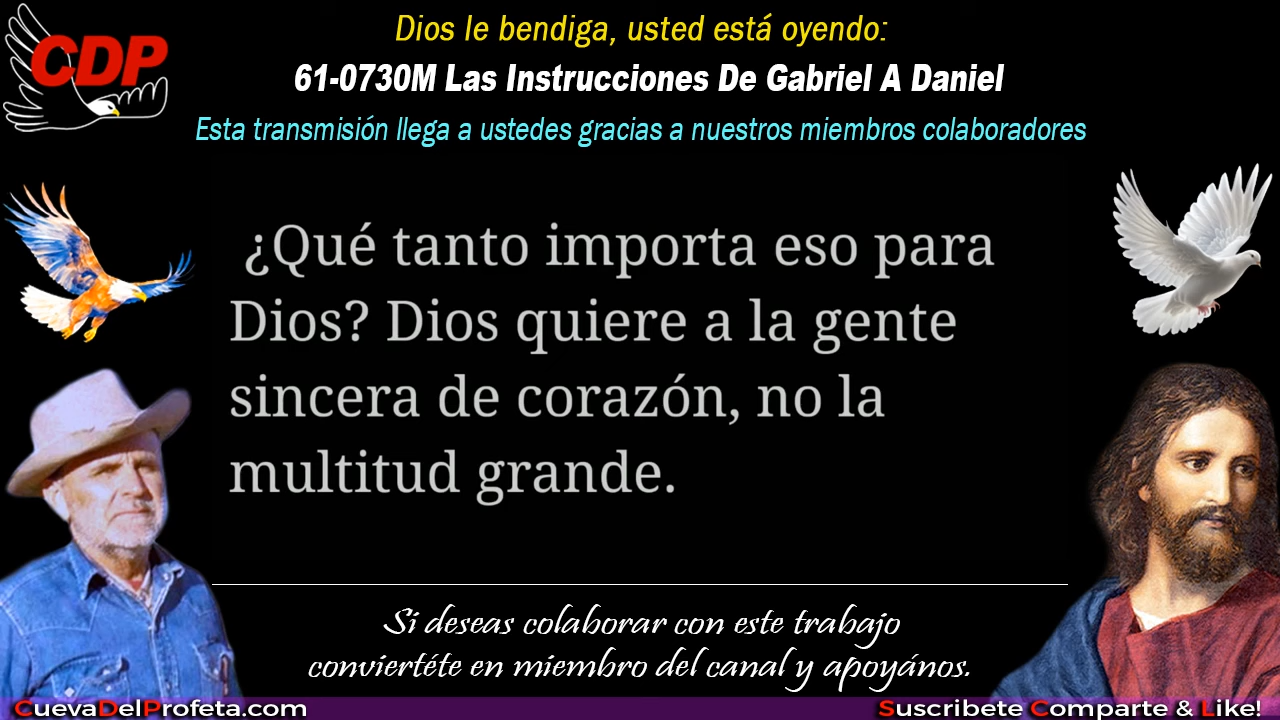 CDP
Dios le bendiga, usted está oyendo:
61-0730M Las Instrucciones De Gabriel A Daniel
Esta transmisión llega a ustedes gracias a nuestros miembros colaboradores
¿Qué tanto importa eso para
Dios? Dios quiere a la gente
sincera de corazón, no la
multitud grande.
Si deseas colaborar con este trabajo
conviertéte en miembro del canal y apoyános.
CuevaDelProfeta.com
Suscribete Comparte & Like!